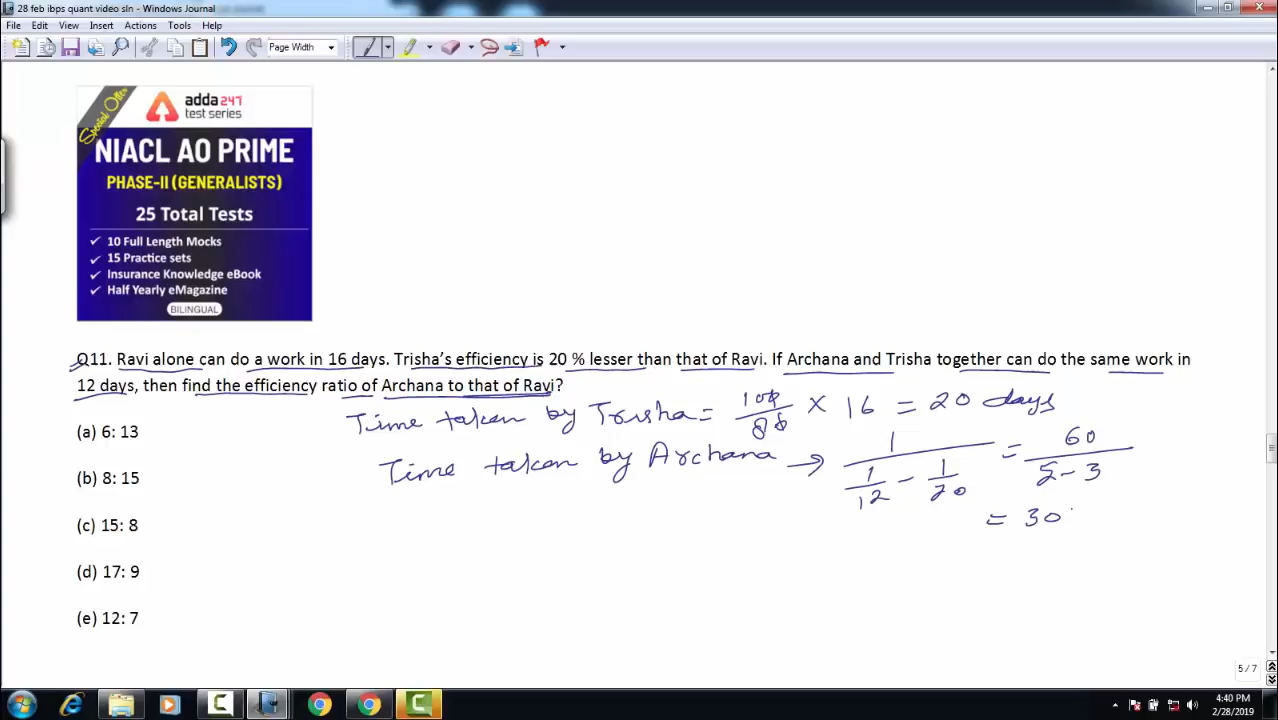 28 feb ibps quant video sln - Windows Journal
File Edit View Insert Actions Tools Help
Page Width
Special Offer
adda247
test series
NIACL AO PRIME
PHASE-II (GENERALISTS)
25 Total Tests
✓ 10 Full Length Mocks
✓ 15 Practice sets
✓ Insurance Knowledge eBook
✓ Half Yearly eMagazine
BILINGUAL
Q11. Ravi alone can do a work in 16 days. Trisha's efficiency is 20 % lesser than that of Ravi. If Archana and Trisha together can do the same work in
12 days, then find the efficiency ratio of Archana to that of Ravi?
Time taken by Trisha = 100/80 × 16 = 20 days
(a) 6: 13
Time taken by Archana → 1/(1/12 - 1/20) = 60/(5-3)
(b) 8: 15
= 30
(c) 15: 8
(d) 17: 9
(e) 12: 7
5 / 7
4:40 PM
2/28/2019